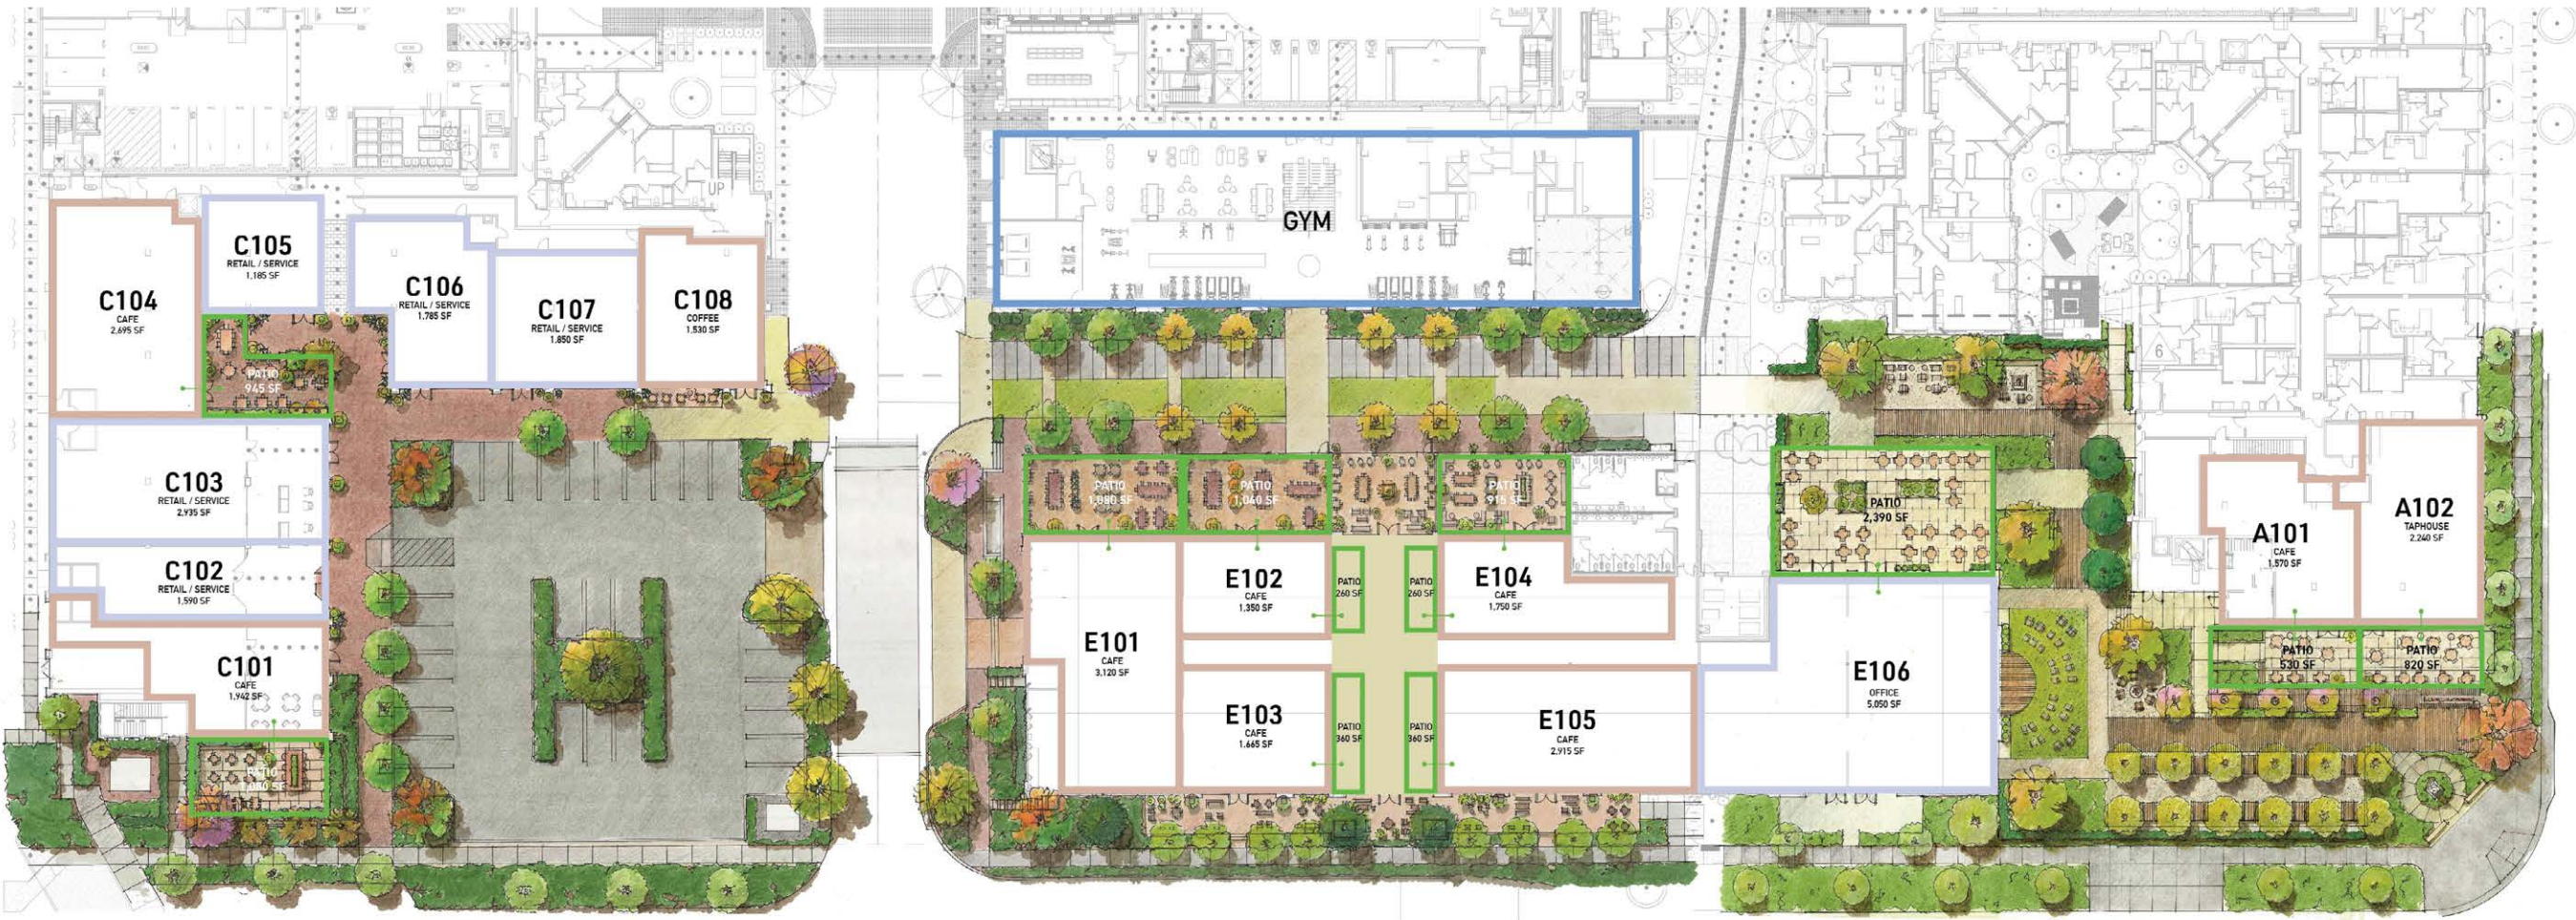 UP
GYM
C104
CAFE
2,695 SF
C105
RETAIL / SERVICE
1,185 SF
C106
RETAIL / SERVICE
1,785 SF
C107
RETAIL / SERVICE
1,850 SF
C108
COFFEE
1,530 SF
PATIO
945 SF
C103
RETAIL / SERVICE
2,935 SF
C102
RETAIL / SERVICE
1,590 SF
C101
CAFE
1,942 SF
PATIO
PATIO
1,080 SF
PATIO
1,040 SF
PATIO
915 SF
E101
CAFE
3,120 SF
E102
CAFE
1,350 SF
PATIO
260 SF
PATIO
260 SF
E104
CAFE
1,750 SF
E103
CAFE
1,665 SF
PATIO
360 SF
PATIO
360 SF
E105
CAFE
2,915 SF
E106
OFFICE
5,050 SF
PATIO
2,390 SF
6
A101
CAFE
1,570 SF
A102
TAPHOUSE
2,240 SF
PATIO
530 SF
PATIO
820 SF